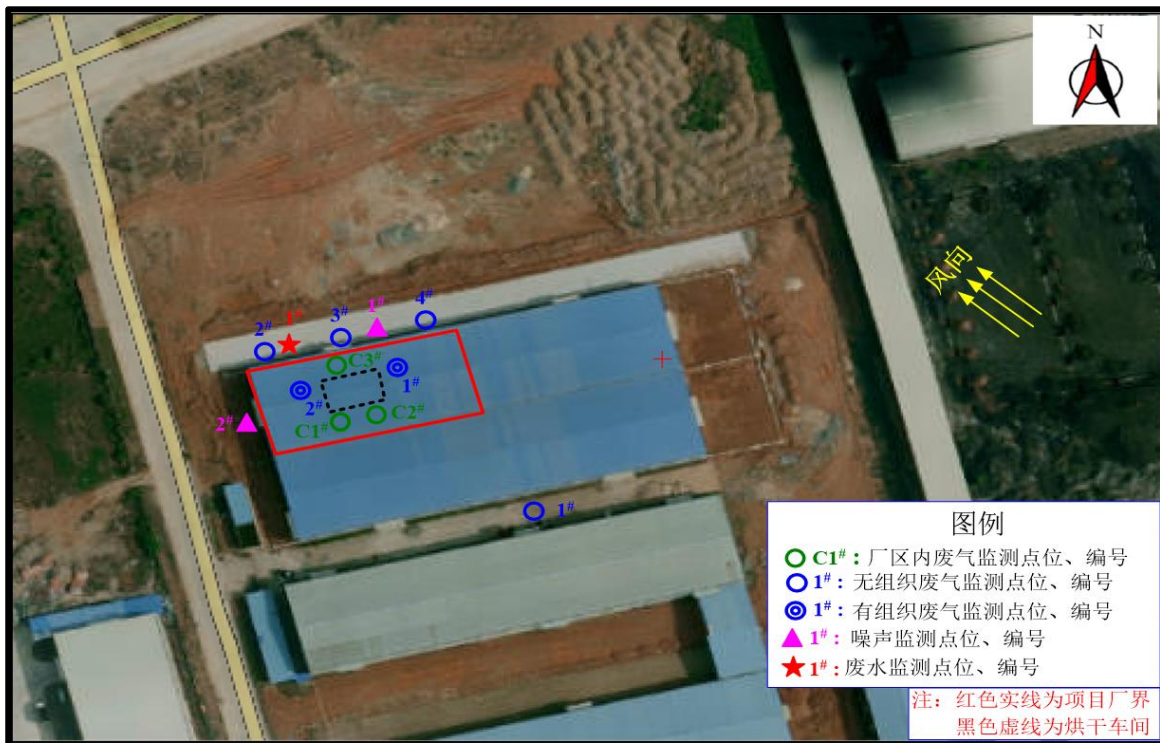 N
风向
2#
1#
3#
1#
4#
C3#
1#
2#
C1#
C2#
2#
1#
图例
C1#：厂区内废气监测点位、编号
1#：无组织废气监测点位、编号
1#：有组织废气监测点位、编号
1#：噪声监测点位、编号
1#：废水监测点位、编号
注：红色实线为项目厂界
黑色虚线为烘干车间